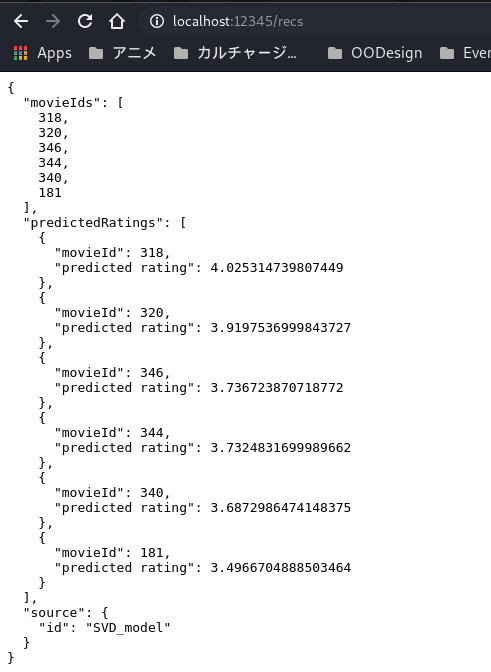 localhost:12345/recs
Apps アニメ カルチャージ... OODesign Ever
{
  "movieIds": [
    318,
    320,
    346,
    344,
    340,
    181
  ],
  "predictedRatings": [
    {
      "movieId": 318,
      "predicted rating": 4.025314739807449
    },
    {
      "movieId": 320,
      "predicted rating": 3.9197536999843727
    },
    {
      "movieId": 346,
      "predicted rating": 3.736723870718772
    },
    {
      "movieId": 344,
      "predicted rating": 3.7324831699989662
    },
    {
      "movieId": 340,
      "predicted rating": 3.6872986474148375
    },
    {
      "movieId": 181,
      "predicted rating": 3.4966704888503464
    }
  ],
  "source": {
    "id": "SVD_model"
  }
}